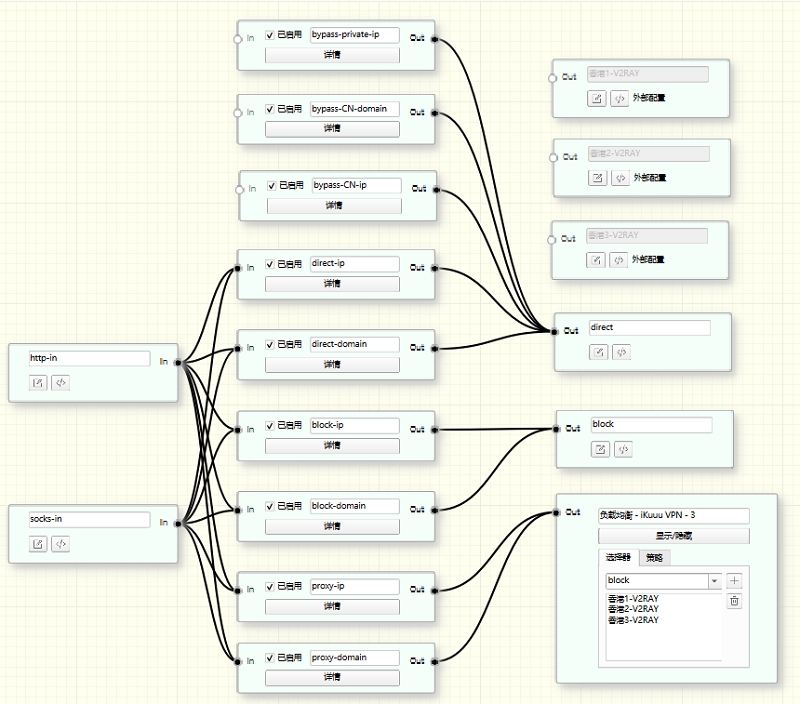 http-in
In
socks-in
In
In
已启用
bypass-private-ip
Out
详情
In
已启用
bypass-CN-domain
Out
详情
In
已启用
bypass-CN-ip
Out
详情
In
已启用
direct-ip
Out
详情
In
已启用
direct-domain
Out
详情
In
已启用
block-ip
Out
详情
In
已启用
block-domain
Out
详情
In
已启用
proxy-ip
Out
详情
In
已启用
proxy-domain
Out
详情
Out
香港1-V2RAY
外部配置
Out
香港2-V2RAY
外部配置
Out
香港3-V2RAY
外部配置
Out
direct
Out
block
Out
负载均衡 - iKuuu VPN - 3
显示/隐藏
选择器
策略
block
香港1-V2RAY
香港2-V2RAY
香港3-V2RAY